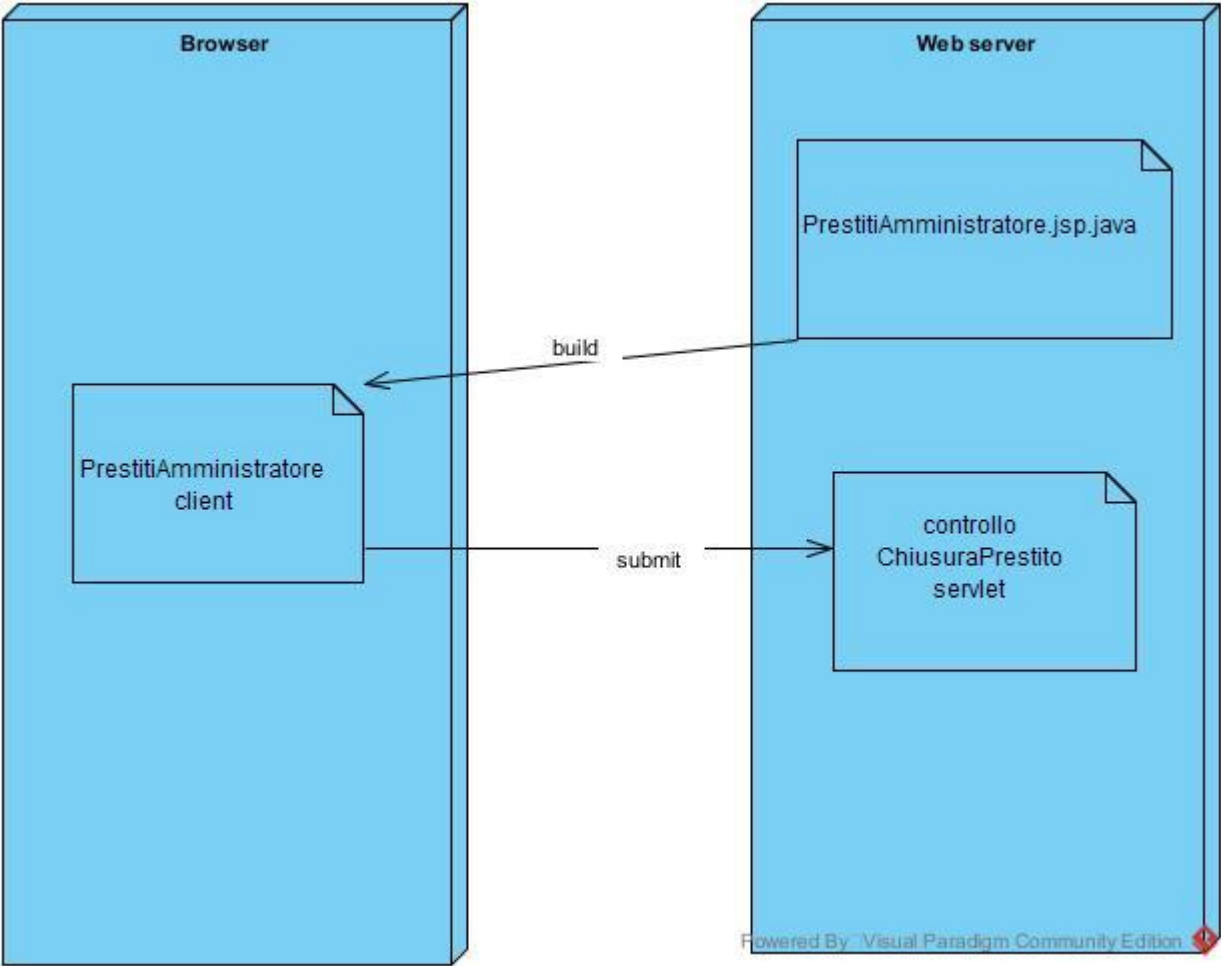 Browser
Web server
PrestitiAmministratore.jsp.java
build
PrestitiAmministratore
client
submit
controllo
ChiusuraPrestito
servlet
Powered By Visual Paradigm Community Edition